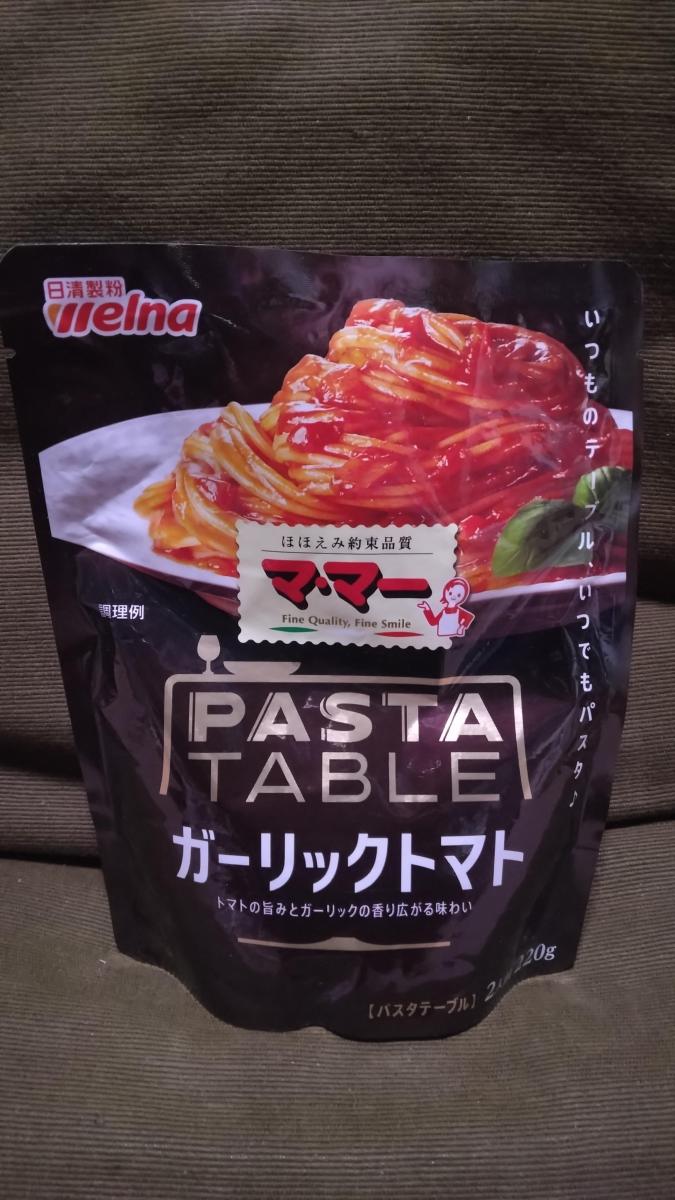 日清製粉
Welna
いつものテーブル、いつでもパスタ♪
ほほえみ約束品質
マ・マー
Fine Quality, Fine Smile
調理例
PASTA
TABLE
ガーリックトマト
トマトの旨みとガーリックの香り広がる味わい
【パスタテーブル】 220g